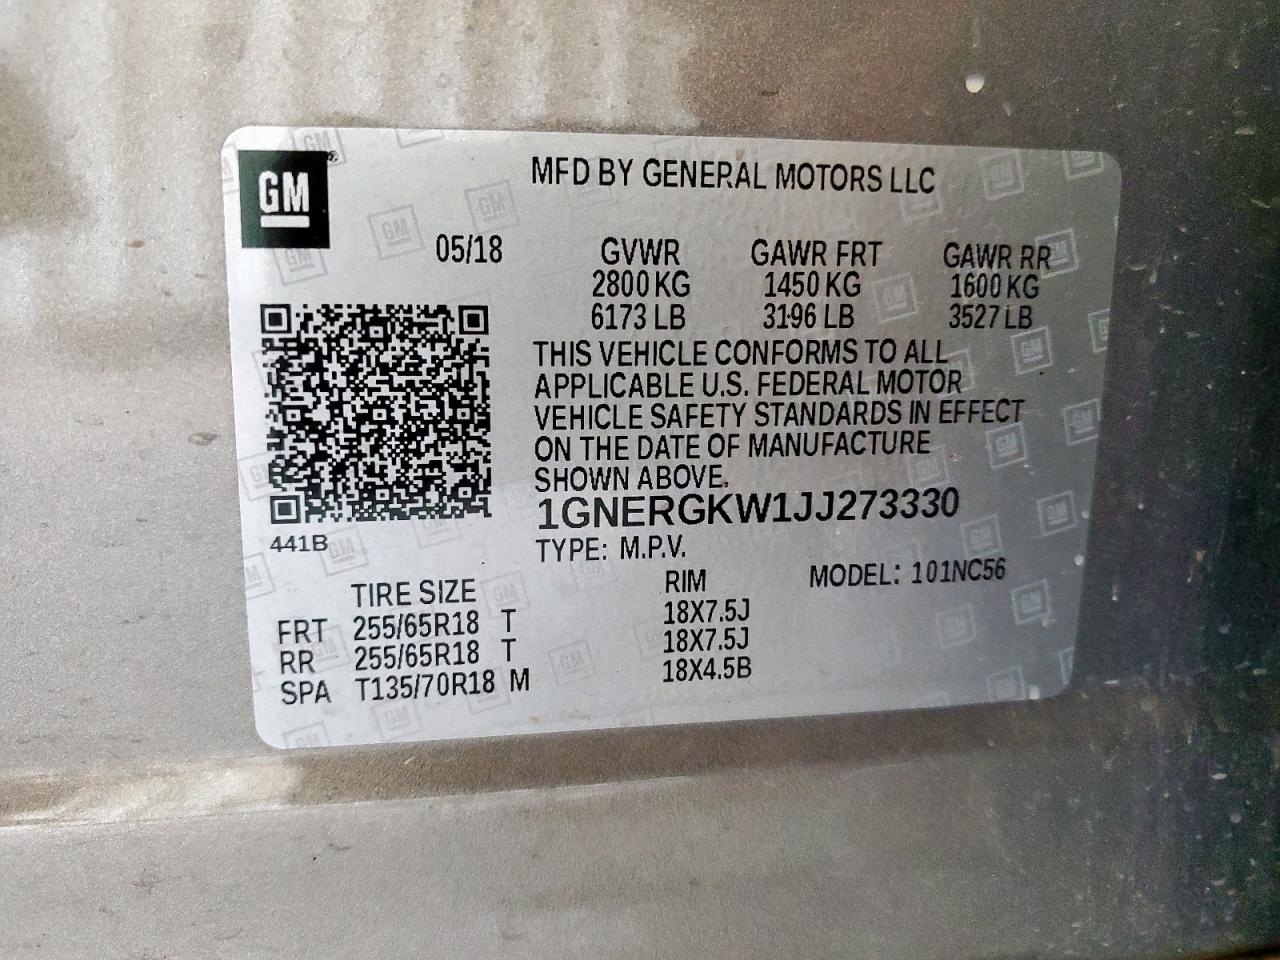 GM
MFD BY GENERAL MOTORS LLC
05/18 GVWR GAWR FRT GAWR RR
2800 KG 1450 KG 1600 KG
6173 LB 3196 LB 3527 LB
THIS VEHICLE CONFORMS TO ALL
APPLICABLE U.S. FEDERAL MOTOR
VEHICLE SAFETY STANDARDS IN EFFECT
ON THE DATE OF MANUFACTURE
SHOWN ABOVE.
1GNERGKW1JJ273330
441B
TYPE: M.P.V. MODEL: 101NC56
TIRE SIZE RIM
FRT 255/65R18 T 18X7.5J
RR 255/65R18 T 18X7.5J
SPA T135/70R18 M 18X4.5B